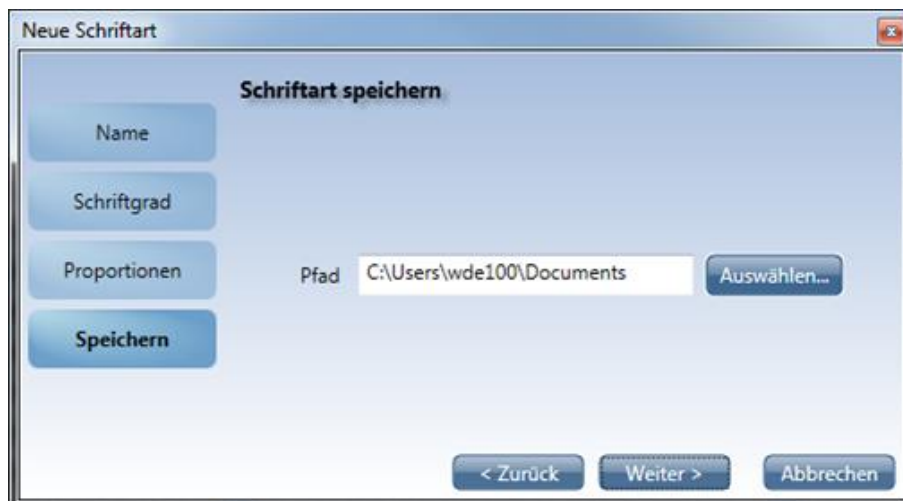 Neue Schriftart
Schriftart speichern
Name
Schriftgrad
Proportionen
Speichern
Pfad C:\Users\wde100\Documents Auswählen...
< Zurück Weiter > Abbrechen